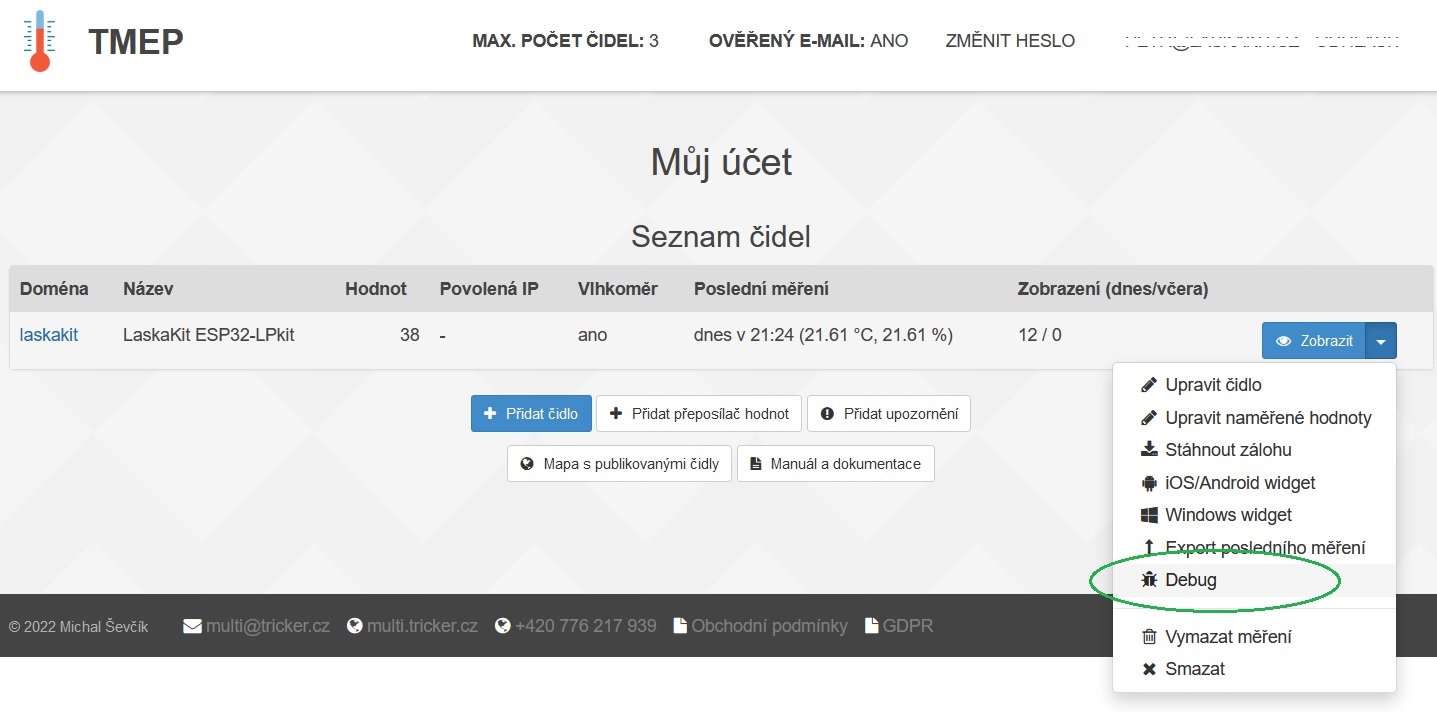 TMEP
MAX. POČET ČIDEL: 3 OVĚŘENÝ E-MAIL: ANO ZMĚNIT HESLO
Můj účet
Seznam čidel
Doména Název Hodnot Povolená IP Vlhkoměr Poslední měření Zobrazení (dnes/včera)
laskakit LaskaKit ESP32-LPkit 38 - ano dnes v 21:24 (21.61 °C, 21.61 %) 12 / 0 Zobrazit
Upravit čidlo
Upravit naměřené hodnoty
Stáhnout zálohu
iOS/Android widget
Windows widget
Export posledního měření
Debug
Vymazat měření
Smazat
Přidat čidlo Přidat přeposílač hodnot Přidat upozornění
Mapa s publikovanými čidly Manuál a dokumentace
© 2022 Michal Ševčík multi@tricker.cz multi.tricker.cz +420 776 217 939 Obchodní podmínky GDPR